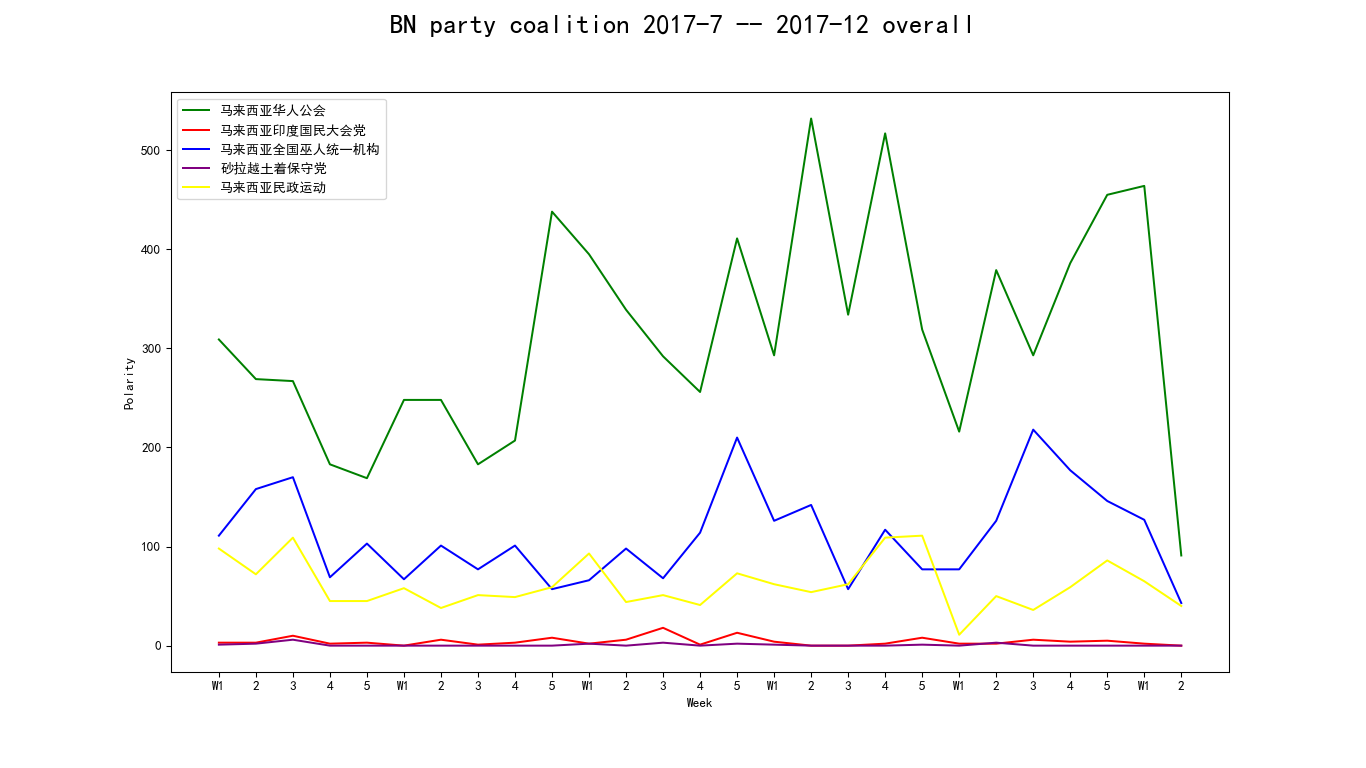 BN party coalition 2017-7 -- 2017-12 overall
马来西亚华人公会
马来西亚印度国民大会党
马来西亚全国巫人统一机构
砂拉越土着保守党
马来西亚民政运动
500
400
300
200
100
0
Polarity
W1 2 3 4 5 W1 2 3 4 5 W1 2 3 4 5 W1 2 3 4 5 W1 2 3 4 5 W1 2
Week